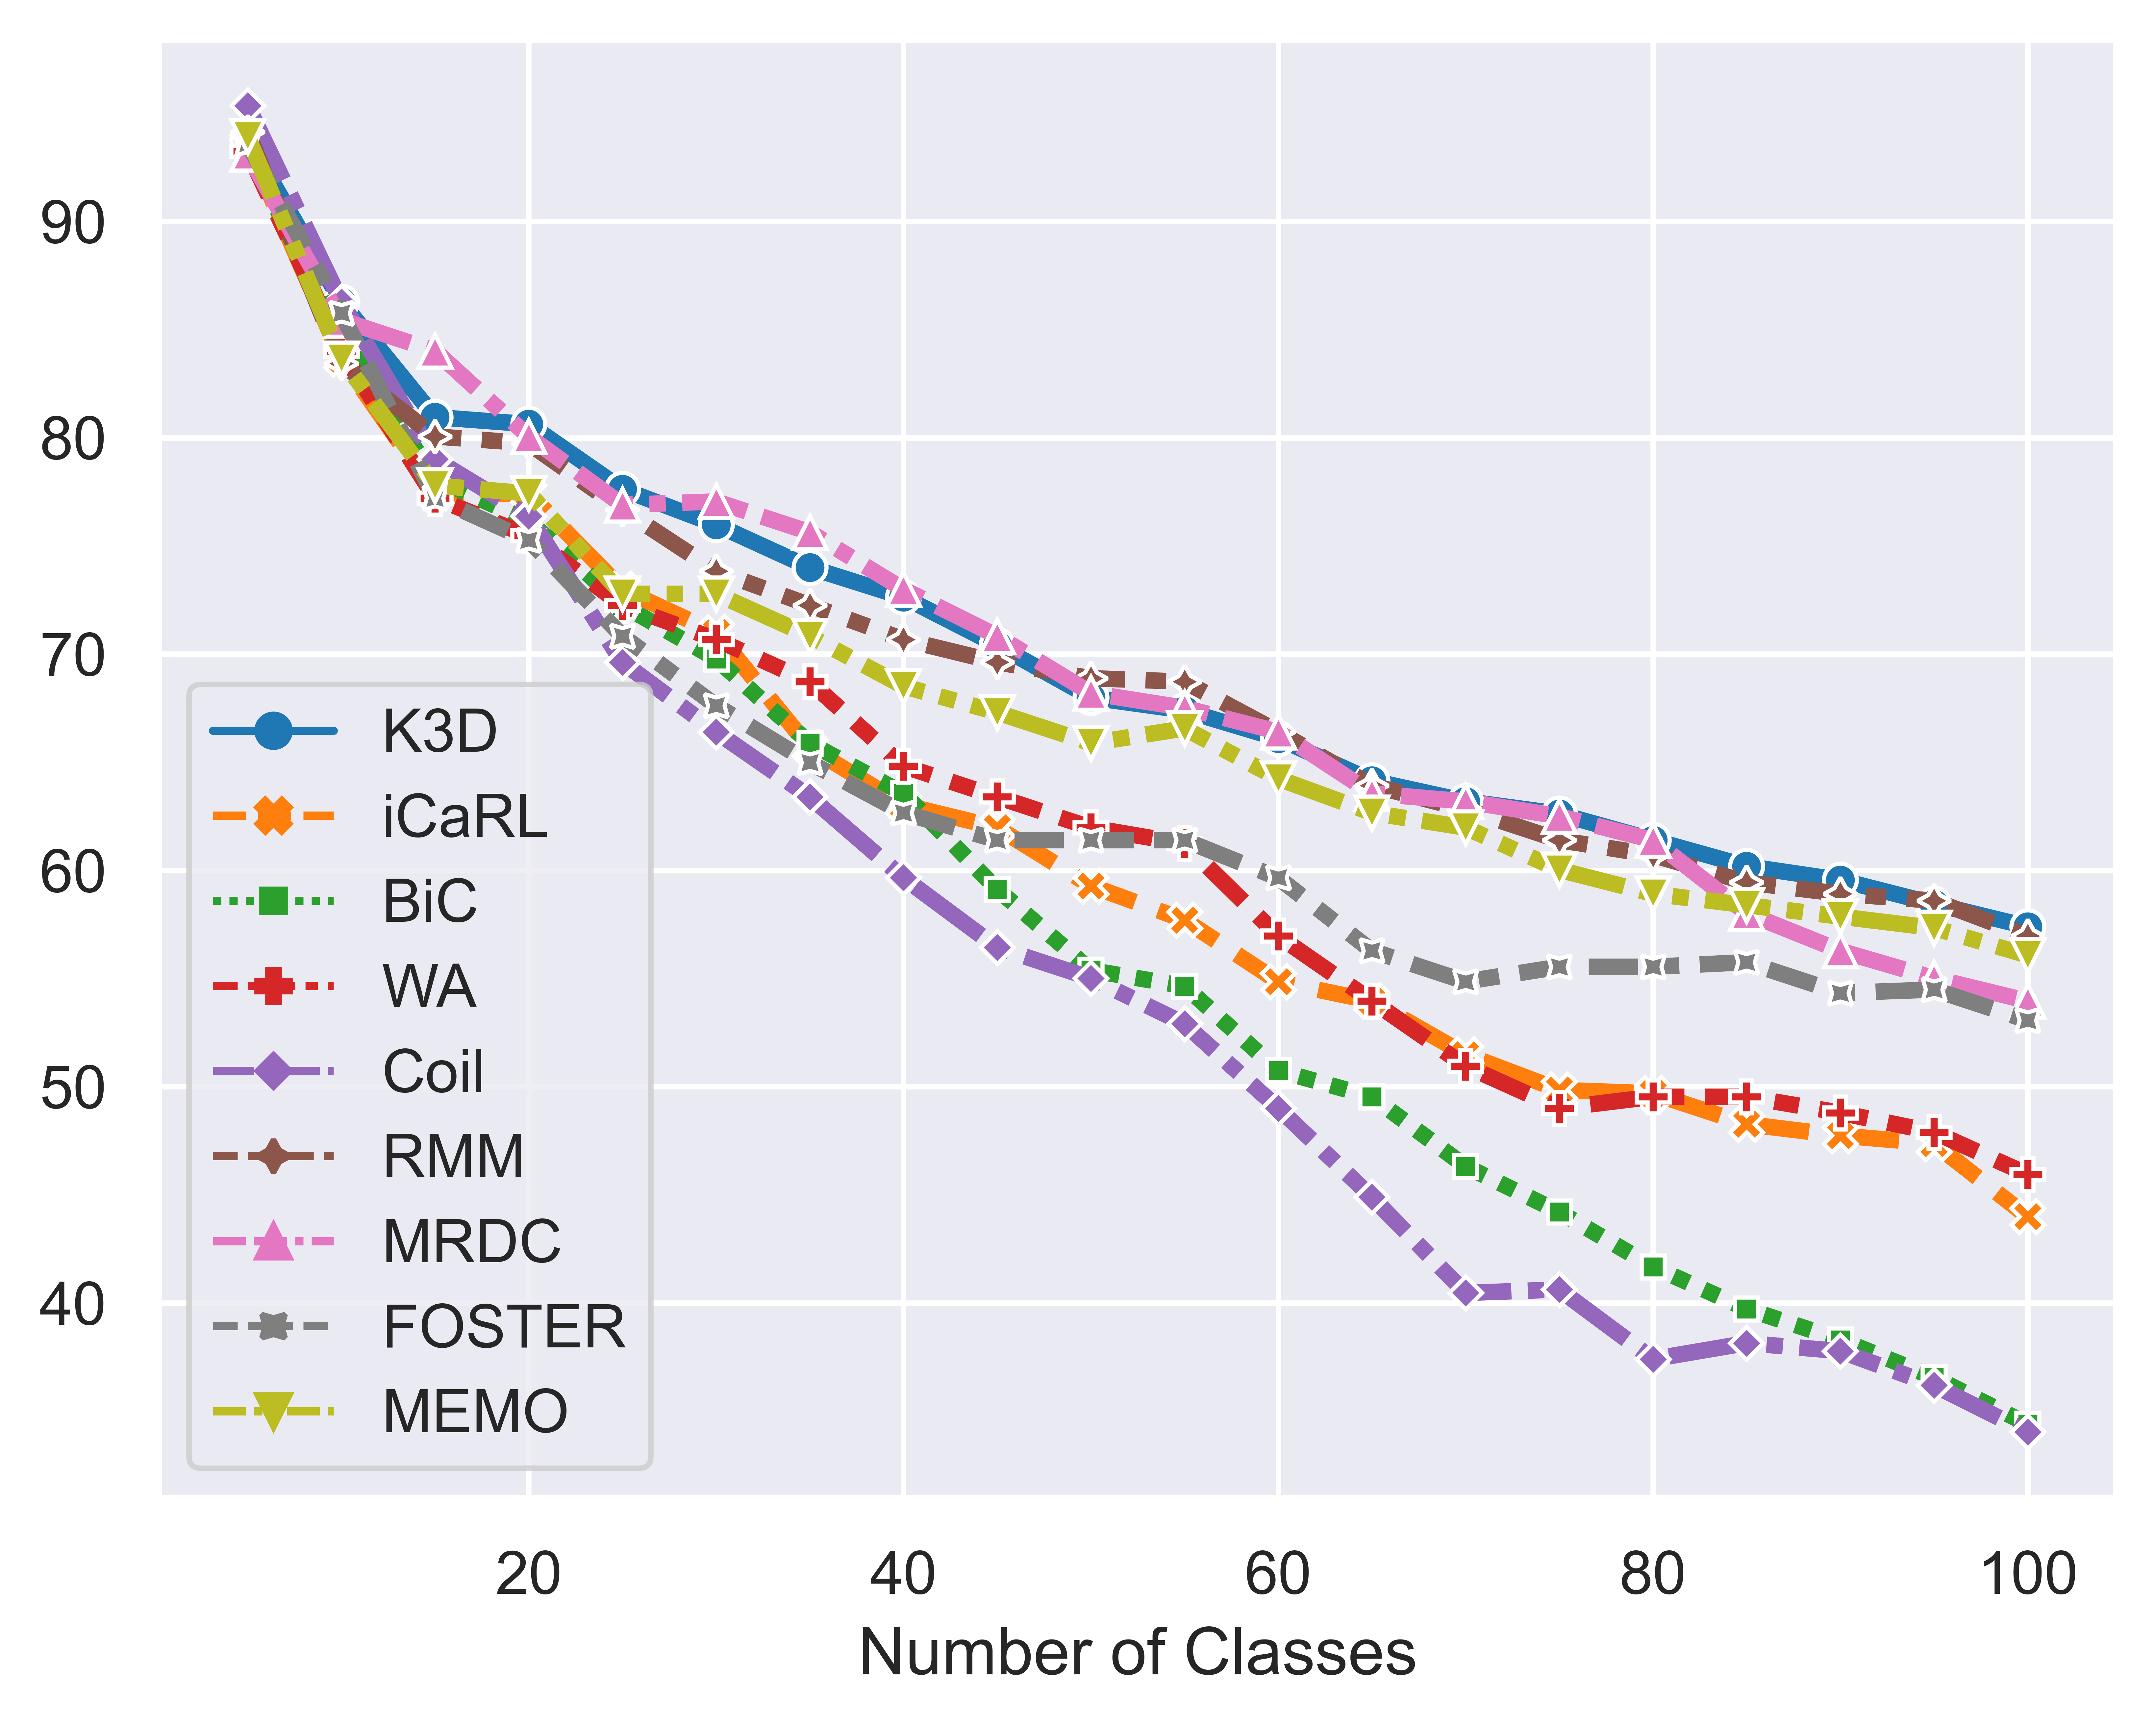 90
80
70
60
50
40
K3D
iCaRL
BiC
WA
Coil
RMM
MRDC
FOSTER
MEMO
20 40 60 80 100
Number of Classes